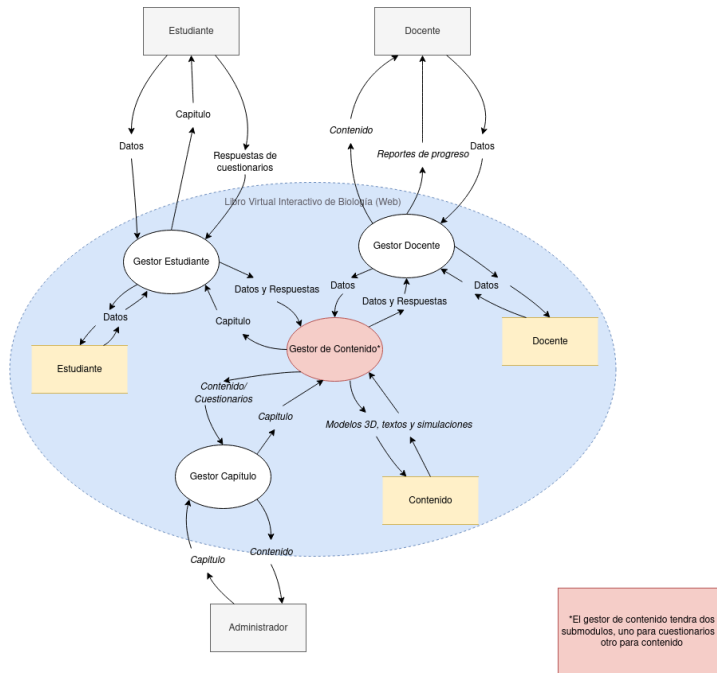 Estudiante
Docente
Capitulo
Contenido
Datos
Reportes de progreso
Datos
Respuestas de
cuestionarios
Libro Virtual Interactivo de Biología (Web)
Gestor Estudiante
Gestor Docente
Datos y Respuestas
Datos
Datos
Datos y Respuestas
Datos
Capitulo
Estudiante
Gestor de Contenido*
Docente
Contenido/
Cuestionarios
Capitulo
Modelos 3D, textos y simulaciones
Gestor Capítulo
Contenido
Capitulo
Contenido
Administrador
*El gestor de contenido tendra dos
submodulos, uno para cuestionarios
otro para contenido